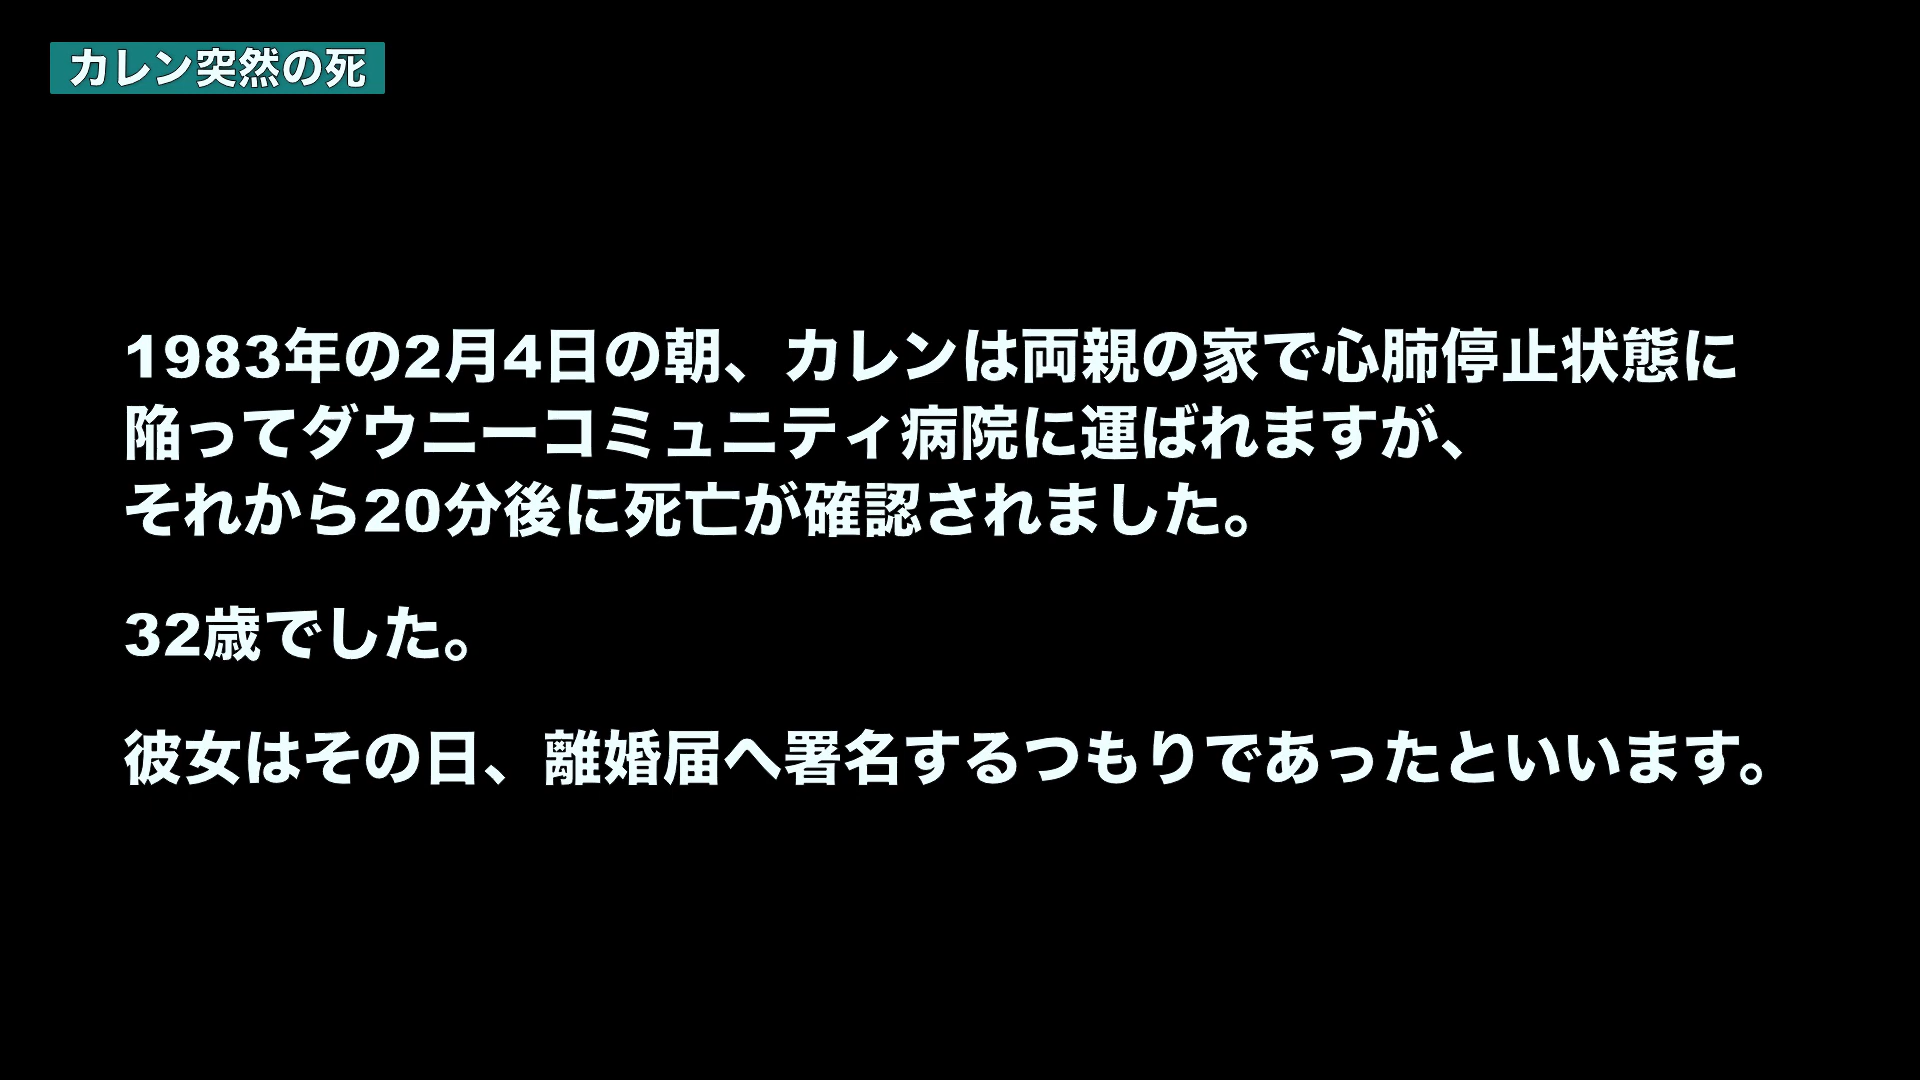 カレン突然の死
1983年の2月4日の朝、カレンは両親の家で心肺停止状態に
陥ってダウニーコミュニティ病院に運ばれますが、
それから20分後に死亡が確認されました。
32歳でした。
彼女はその日、離婚届へ署名するつもりであったといいます。